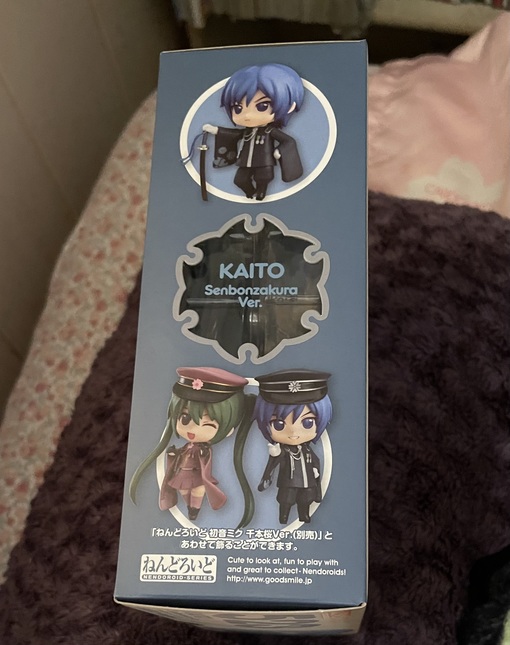 KAITO
Senbonzakura
Ver.
「ねんどろいど 初音ミク 千本桜Ver.(別売)」と
あわせて飾ることができます。
ねんどろいど
NENDOROID-SERIES
Cute to look at, fun to play with
and great to collect- Nendoroids!
http://www.goodsmile.jp